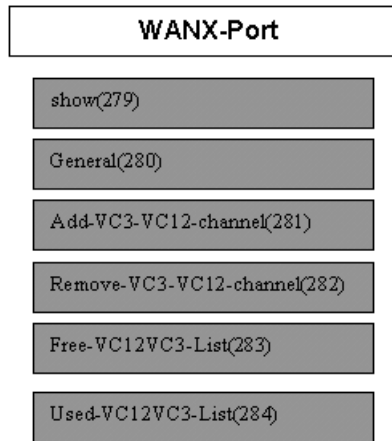 WANX-Port
show(279)
General(280)
Add-VC3-VC12-channel(281)
Remove-VC3-VC12-channel(282)
Free-VC12VC3-List(283)
Used-VC12VC3-List(284)